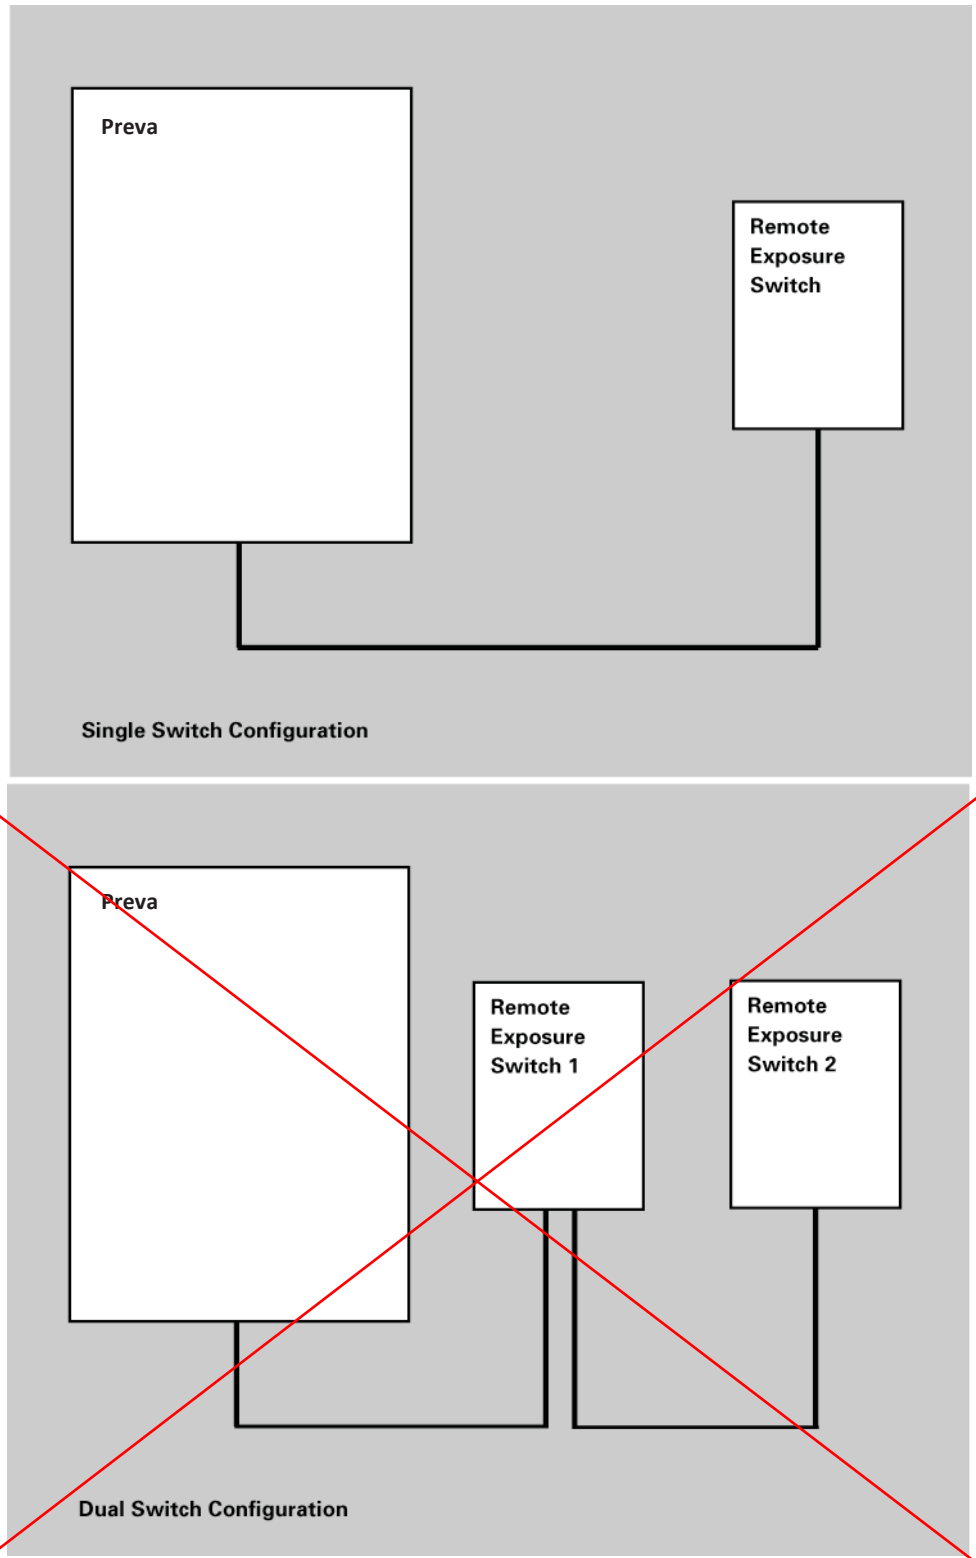 Preva
Remote
Exposure
Switch
Single Switch Configuration
Preva
Remote
Exposure
Switch 1
Remote
Exposure
Switch 2
Dual Switch Configuration